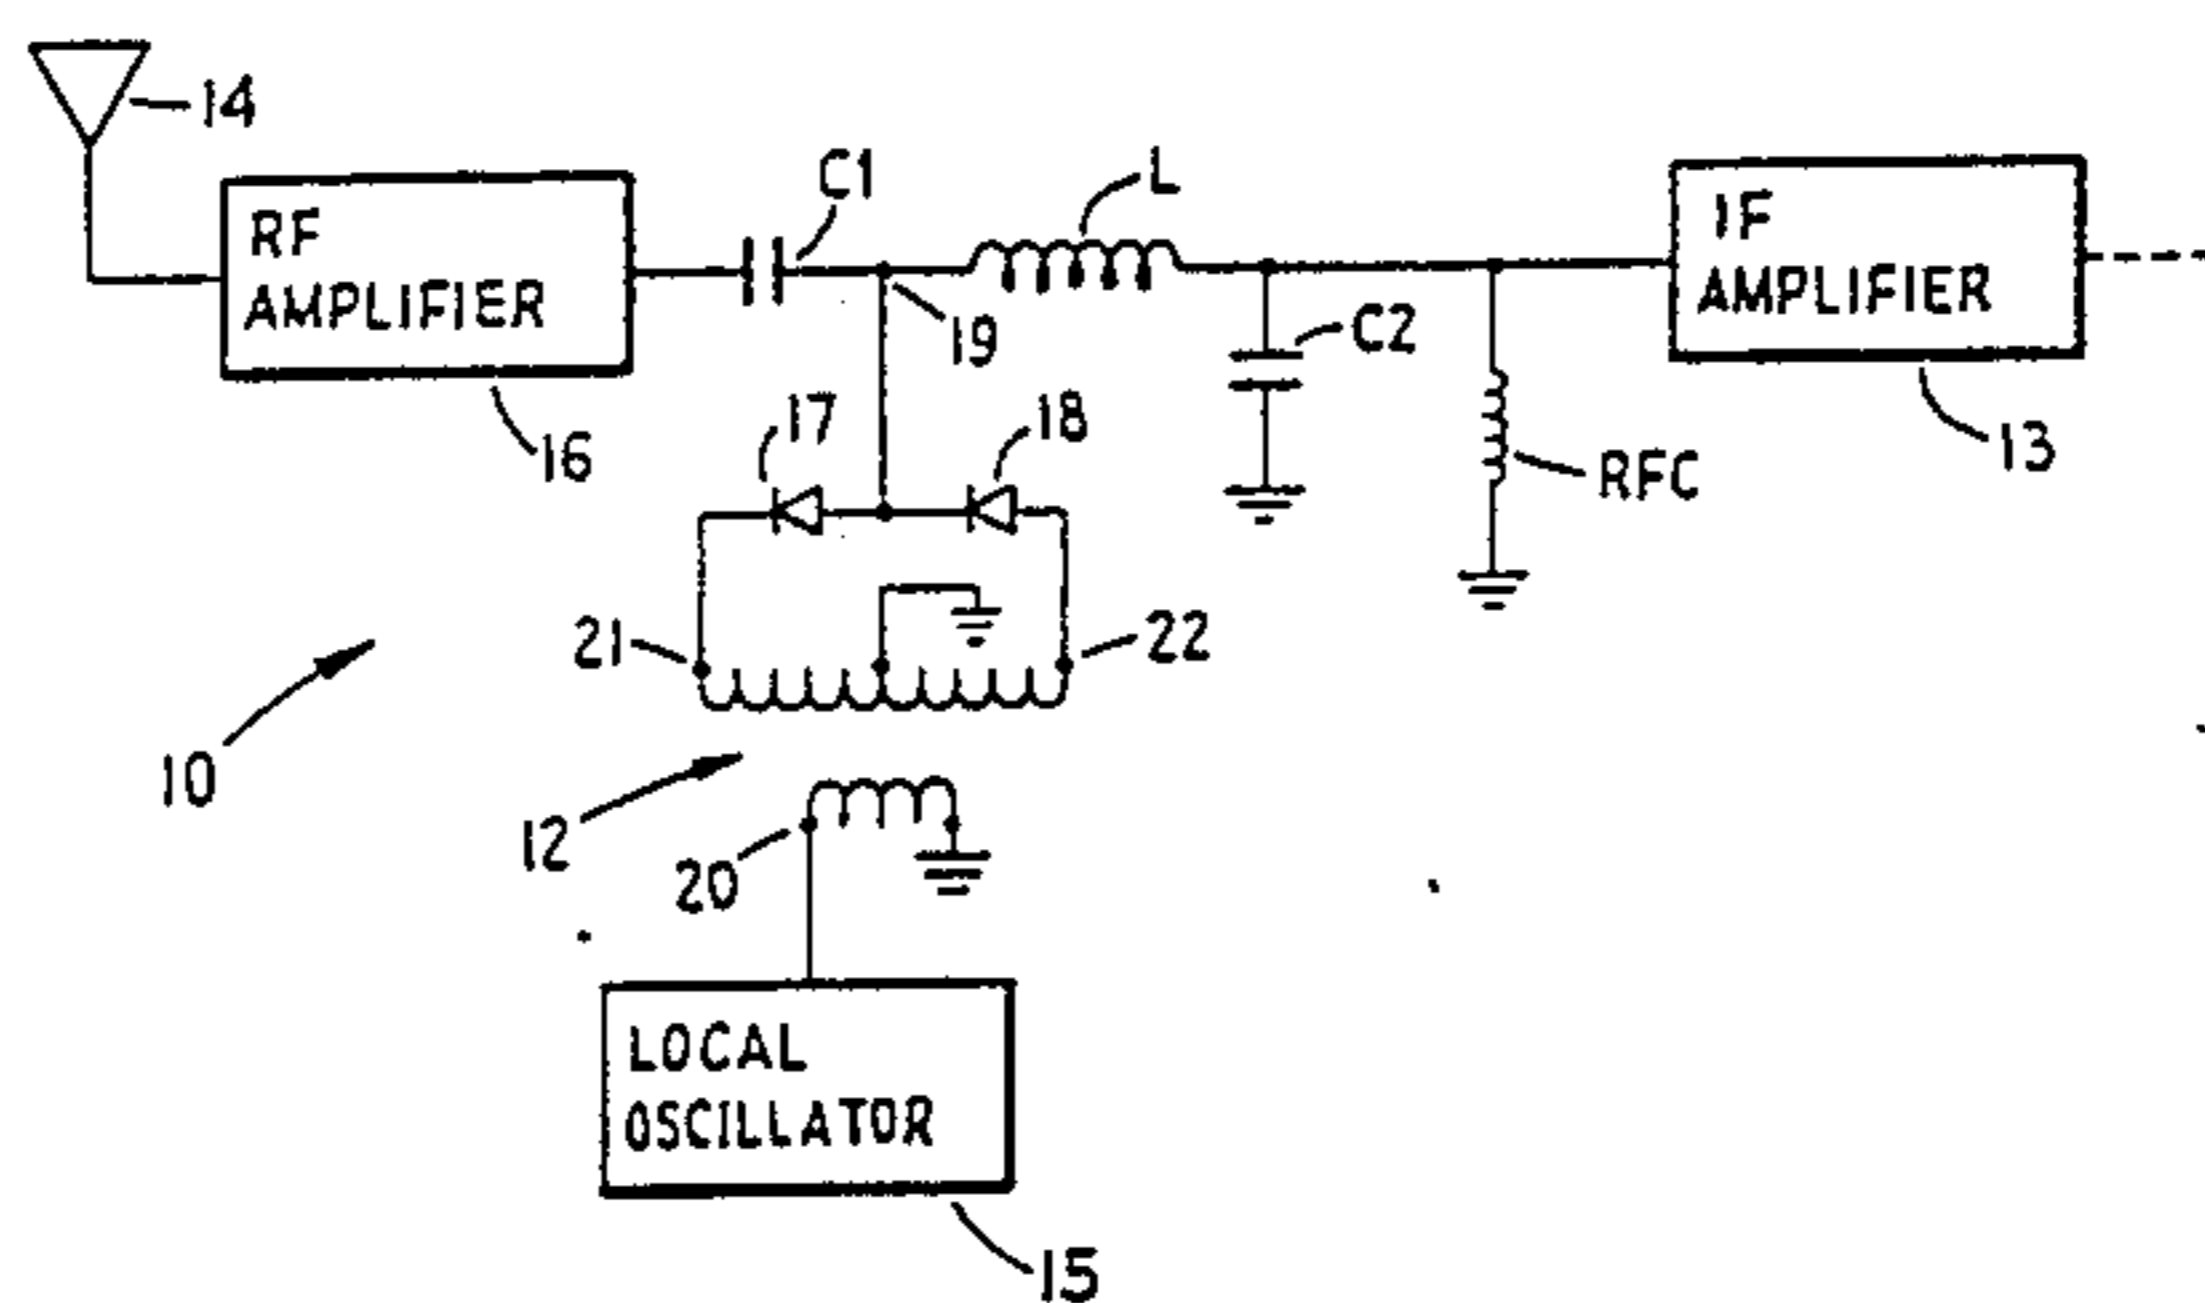 14
C1
L
RF
AMPLIFIER
IF
AMPLIFIER
19
C2
17
18
16
13
RFC
21
22
10
12
20
LOCAL
OSCILLATOR
15